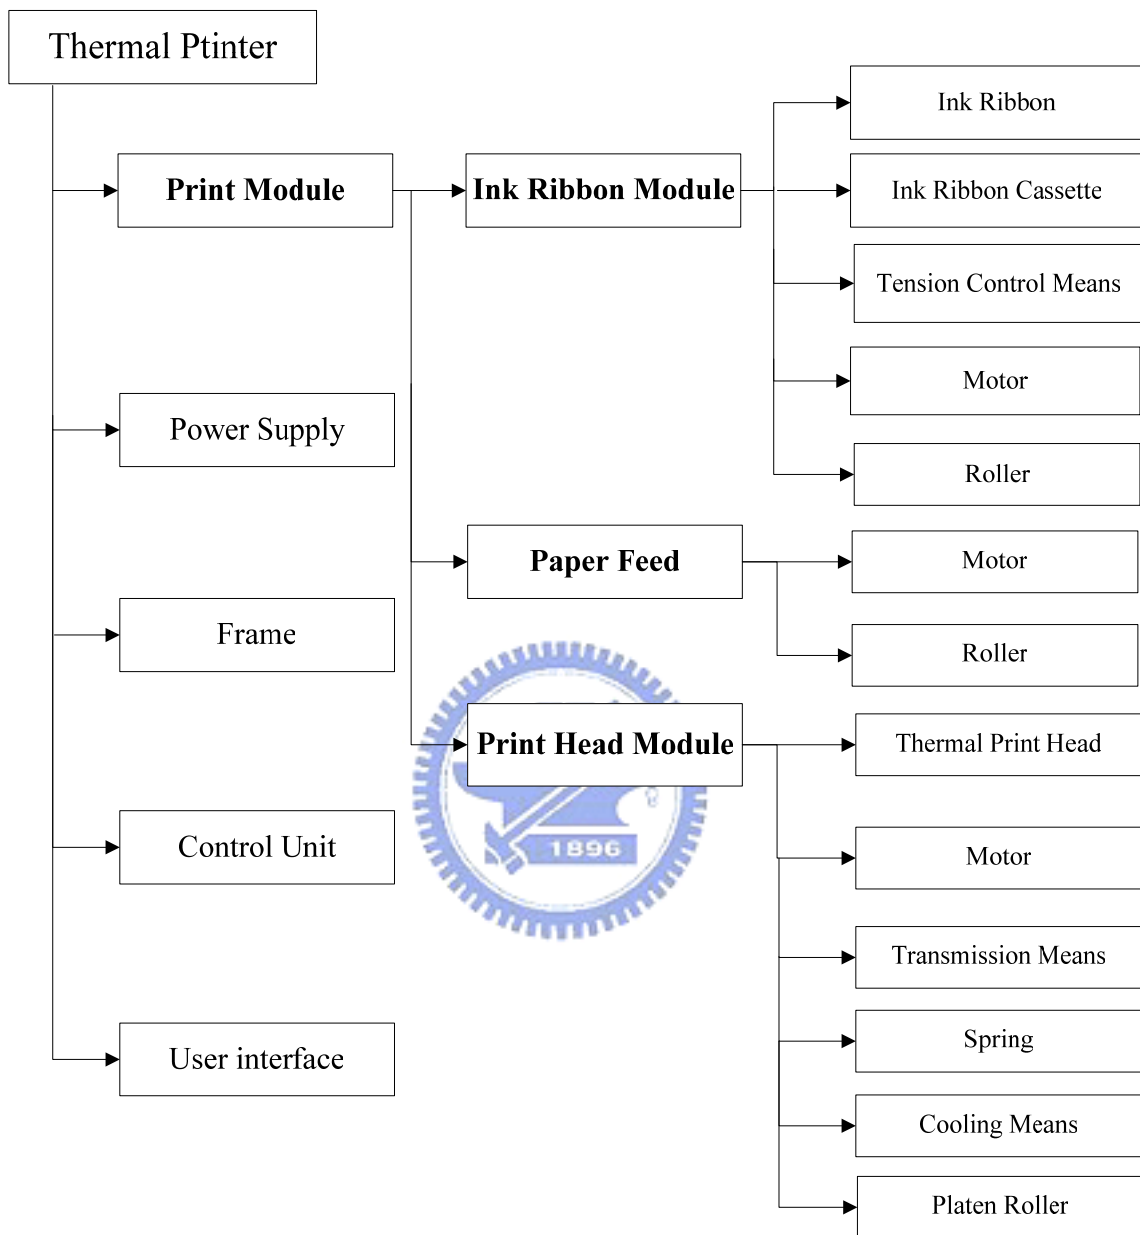 Thermal Ptinter
Print Module
Power Supply
Frame
Control Unit
User interface
Ink Ribbon Module
Paper Feed
Print Head Module
Ink Ribbon
Ink Ribbon Cassette
Tension Control Means
Motor
Roller
Motor
Roller
Thermal Print Head
Motor
Transmission Means
Spring
Cooling Means
Platen Roller
1896